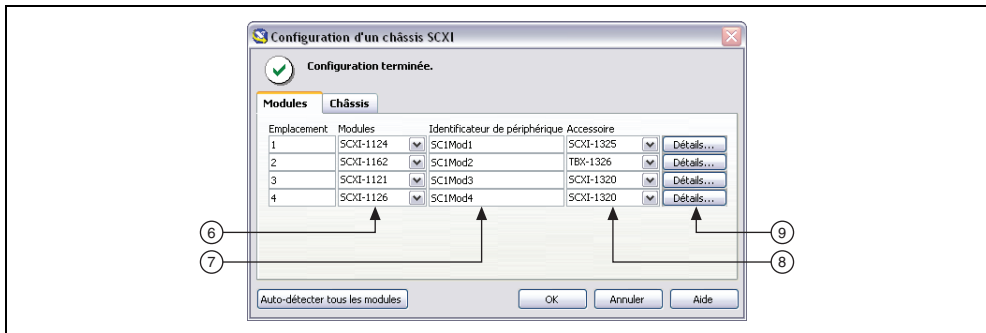 Configuration d'un châssis SCXI
Configuration terminée.
Modules Châssis
Emplacement Modules Identificateur de périphérique Accessoire
1 SCXI-1124 SC1Mod1 SCXI-1325 Détails...
2 SCXI-1162 SC1Mod2 TBX-1326 Détails...
3 SCXI-1121 SC1Mod3 SCXI-1320 Détails...
4 SCXI-1126 SC1Mod4 SCXI-1320 Détails...
6 9
7 8
Auto-détecter tous les modules OK Annuler Aide